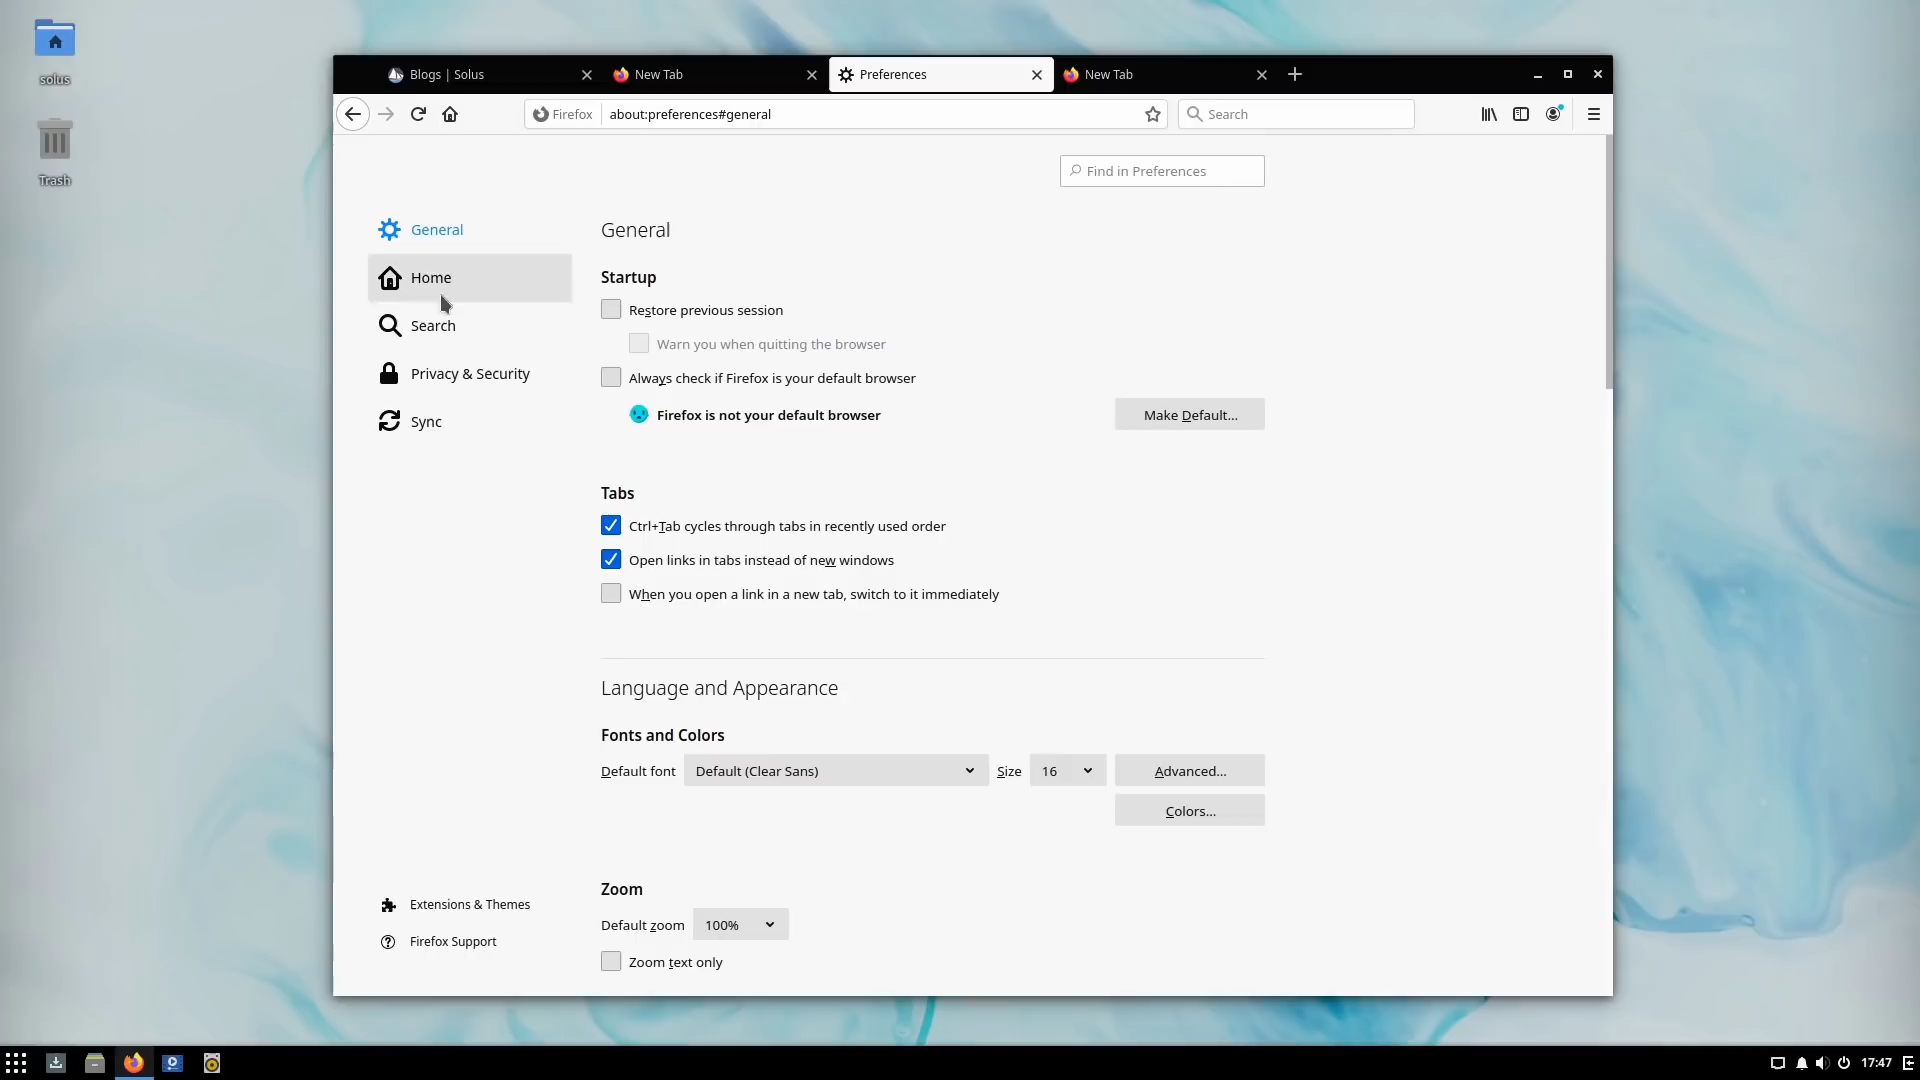 solus
Trash
Blogs | Solus
New Tab
Preferences
New Tab
Firefox
about:preferences#general
Search
Find in Preferences
General
Home
Search
Privacy & Security
Sync
Extensions & Themes
Firefox Support
General
Startup
Restore previous session
Warn you when quitting the browser
Always check if Firefox is your default browser
Firefox is not your default browser
Make Default...
Tabs
Ctrl+Tab cycles through tabs in recently used order
Open links in tabs instead of new windows
When you open a link in a new tab, switch to it immediately
Language and Appearance
Fonts and Colors
Default font Default (Clear Sans) Size 16 Advanced...
Colors...
Zoom
Default zoom 100%
Zoom text only
17:47